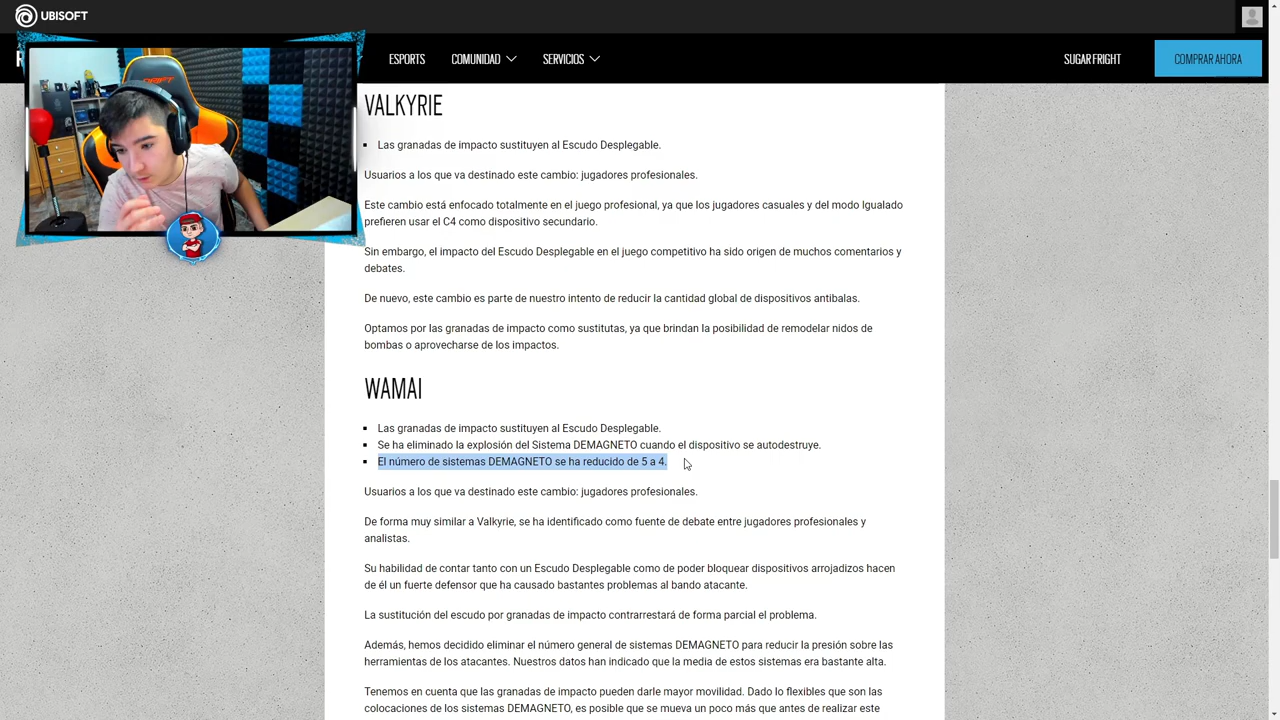 UBISOFT
R
ESPORTS
COMUNIDAD
SERVICIOS
SUGAR FRIGHT
COMPRAR AHORA
DRIFT
VALKYRIE
▪ Las granadas de impacto sustituyen al Escudo Desplegable.
Usuarios a los que va destinado este cambio: jugadores profesionales.
Este cambio está enfocado totalmente en el juego profesional, ya que los jugadores casuales y del modo Igualado
prefieren usar el C4 como dispositivo secundario.
Sin embargo, el impacto del Escudo Desplegable en el juego competitivo ha sido origen de muchos comentarios y
debates.
De nuevo, este cambio es parte de nuestro intento de reducir la cantidad global de dispositivos antibalas.
Optamos por las granadas de impacto como sustitutas, ya que brindan la posibilidad de remodelar nidos de
bombas o aprovecharse de los impactos.
WAMAI
▪ Las granadas de impacto sustituyen al Escudo Desplegable.
▪ Se ha eliminado la explosión del Sistema DEMAGNETO cuando el dispositivo se autodestruye.
▪ El número de sistemas DEMAGNETO se ha reducido de 5 a 4.
Usuarios a los que va destinado este cambio: jugadores profesionales.
De forma muy similar a Valkyrie, se ha identificado como fuente de debate entre jugadores profesionales y
analistas.
Su habilidad de contar tanto con un Escudo Desplegable como de poder bloquear dispositivos arrojadizos hacen
de él un fuerte defensor que ha causado bastantes problemas al bando atacante.
La sustitución del escudo por granadas de impacto contrarrestará de forma parcial el problema.
Además, hemos decidido eliminar el número general de sistemas DEMAGNETO para reducir la presión sobre las
herramientas de los atacantes. Nuestros datos han indicado que la media de estos sistemas era bastante alta.
Tenemos en cuenta que las granadas de impacto pueden darle mayor movilidad. Dado lo flexibles que son las
colocaciones de los sistemas DEMAGNETO, es posible que se mueva un poco más que antes de realizar este